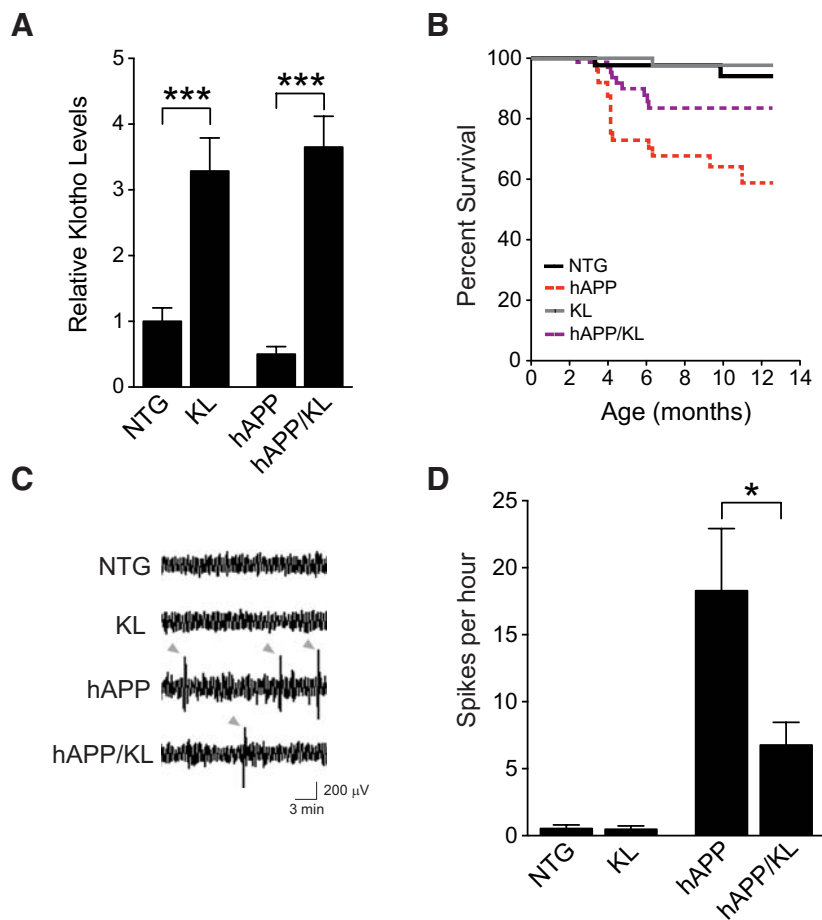 A
Relative Klotho Levels
5
4
3
2
1
0
***
***
NTG
KL
hAPP
hAPP/KL
B
Percent Survival
100
80
60
40
20
0
NTG
hAPP
KL
hAPP/KL
0 2 4 6 8 10 12 14
Age (months)
C
NTG
KL
hAPP
hAPP/KL
200 μV
3 min
D
Spikes per hour
25
20
15
10
5
0
*
NTG
KL
hAPP
hAPP/KL